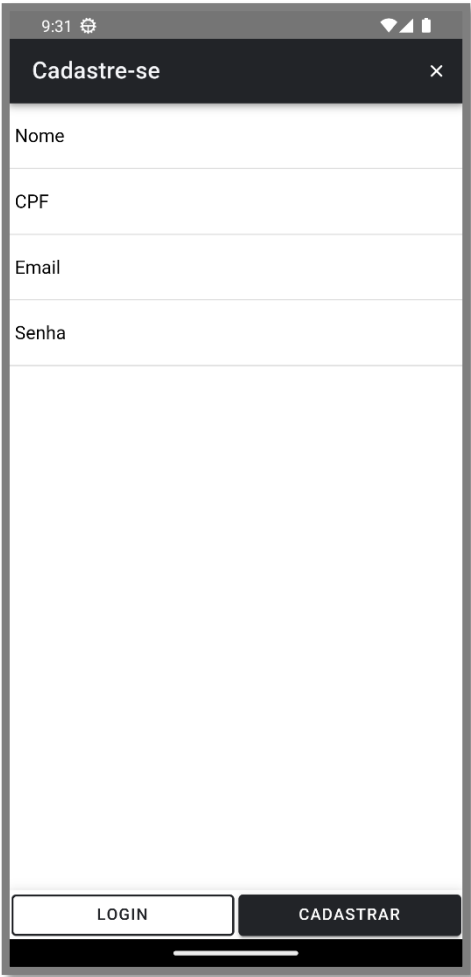 9:31
Cadastre-se
Nome
CPF
Email
Senha
LOGIN
CADASTRAR